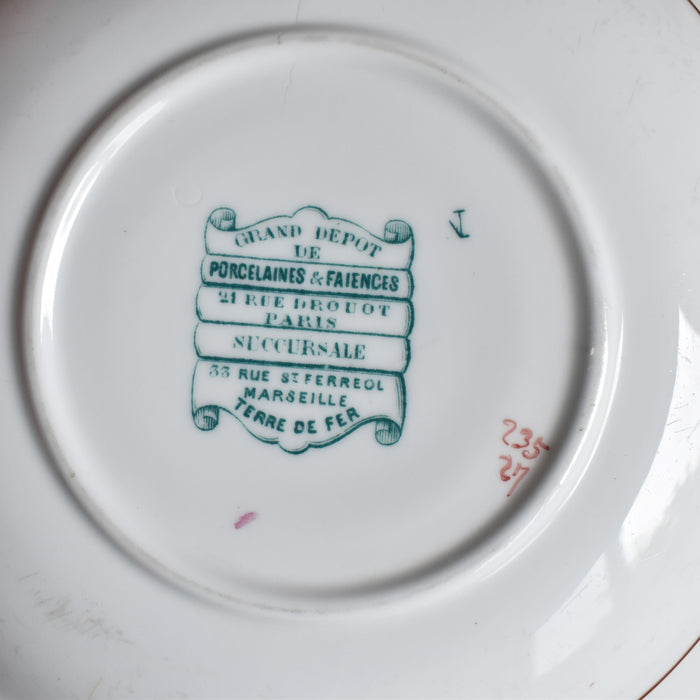 GRAND DÉPOT
DE
PORCELAINES & FAIENCES
21 RUE DROUOT
PARIS
SUCCURSALE
33 RUE ST FERREOL
MARSEILLE
TERRE DE FER
235
27